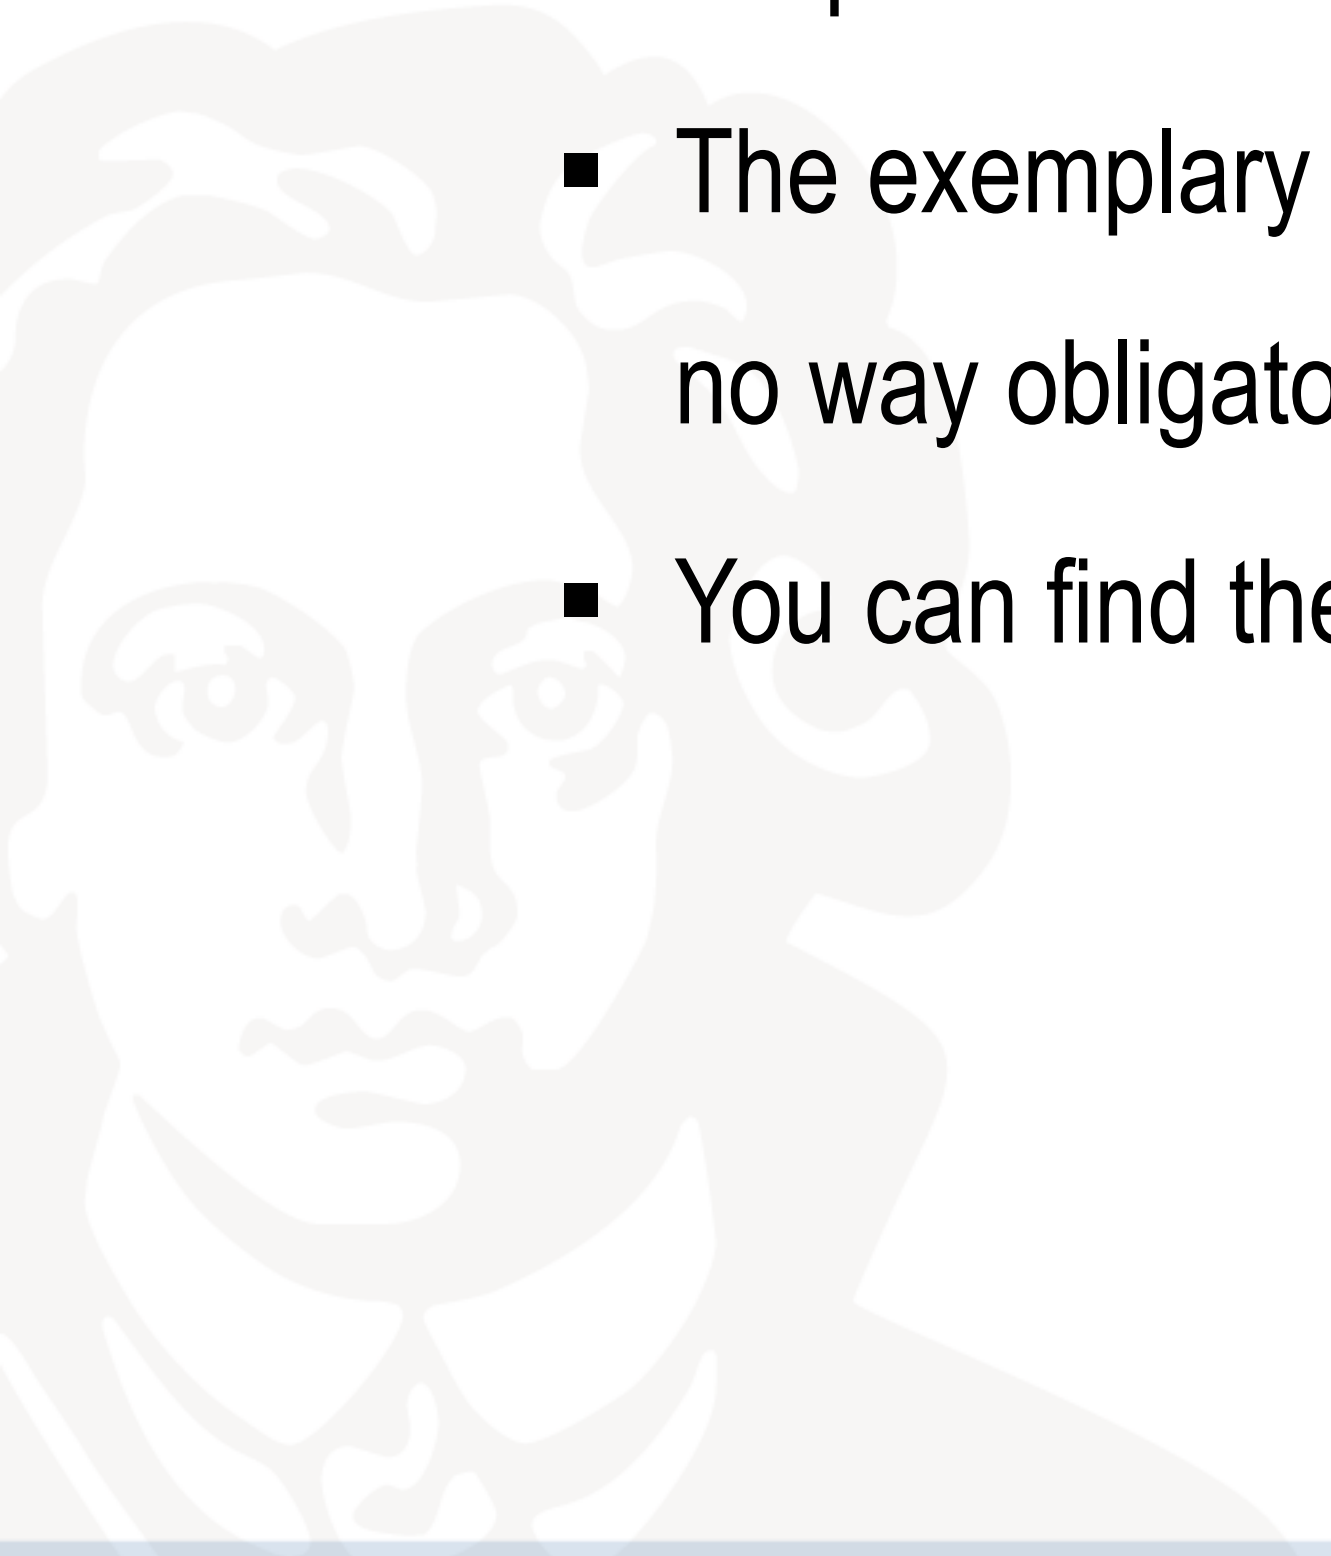 ▪ The exemplary
no way obligato
▪ You can find the